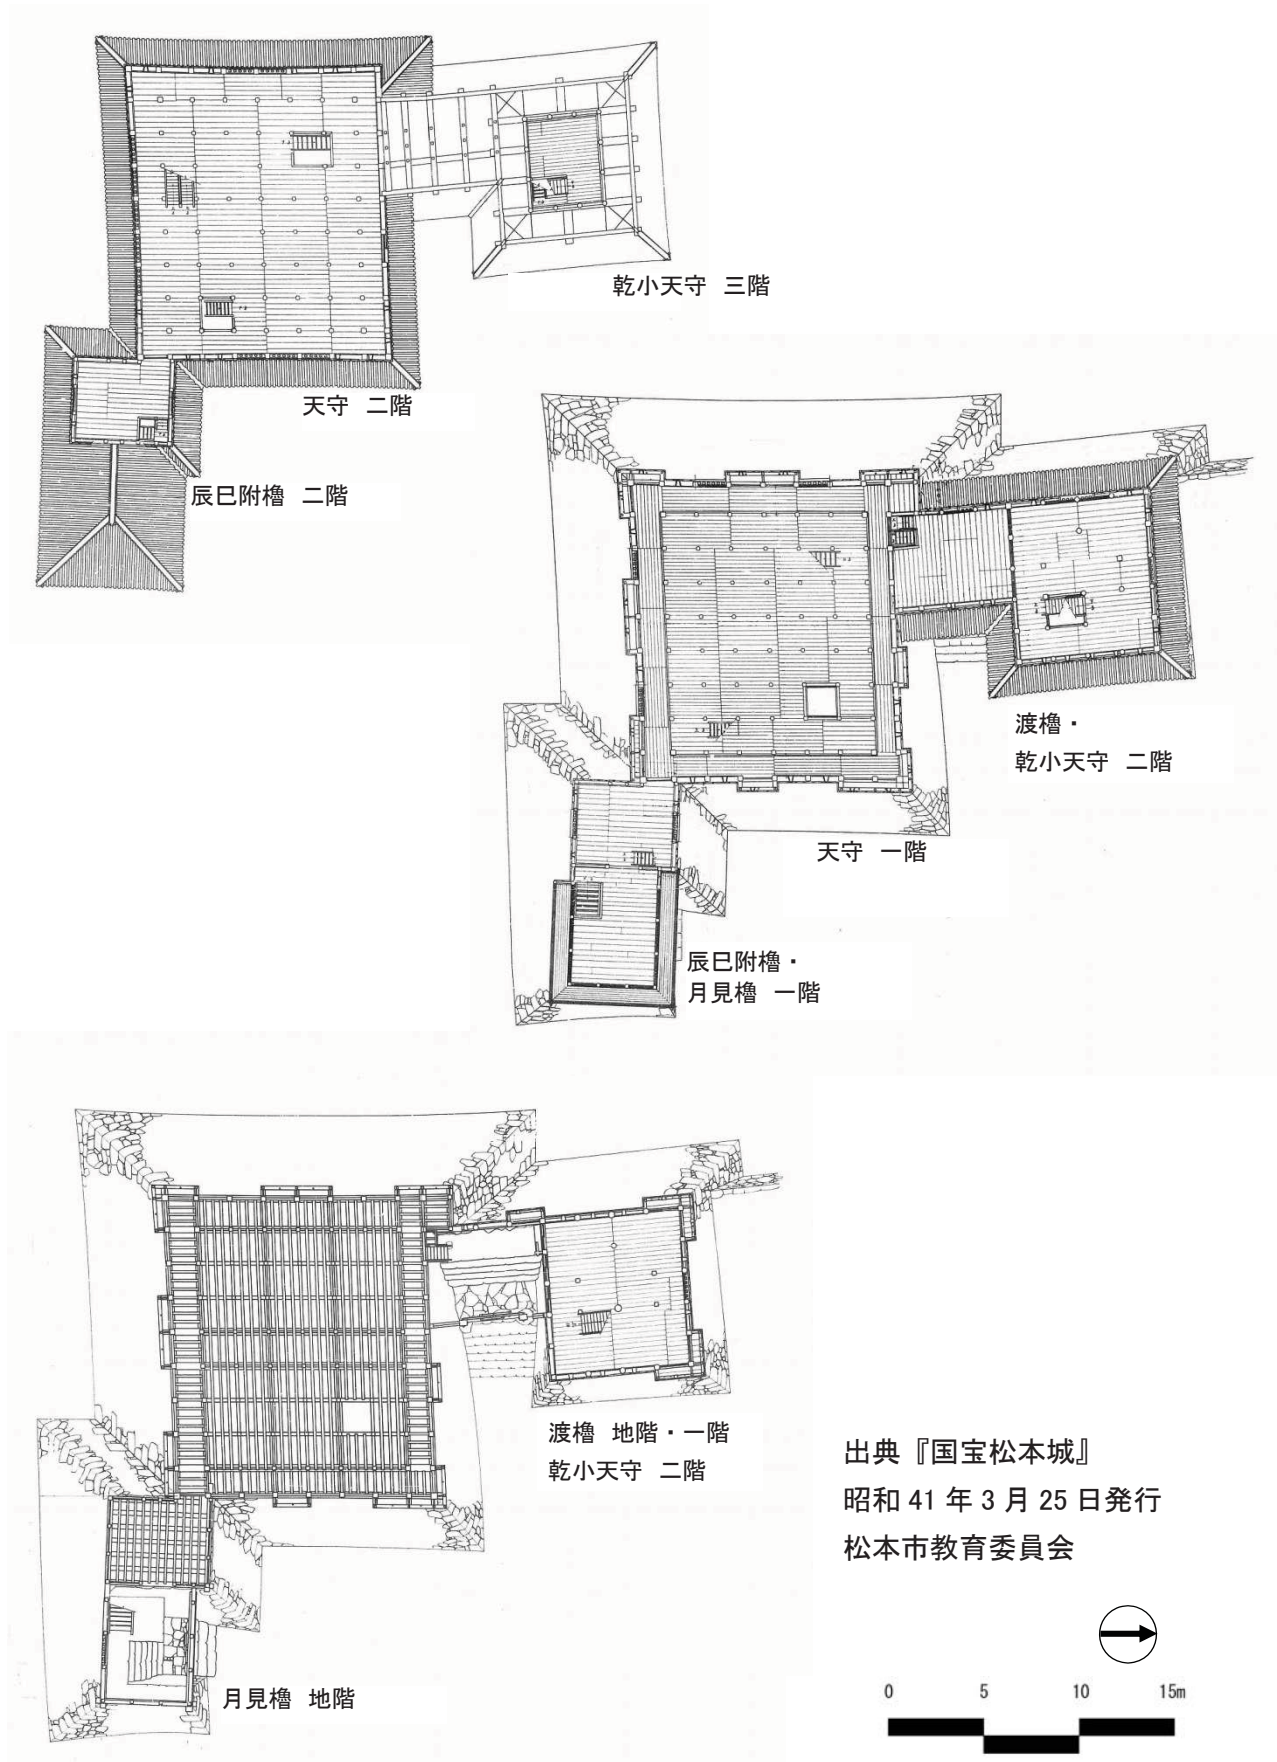 乾小天守 三階
天守 二階
辰巳附櫓 二階
渡櫓・
乾小天守 二階
天守 一階
辰巳附櫓・
月見櫓 一階
渡櫓 地階・一階
乾小天守 二階
出典『国宝松本城』
昭和 41 年 3 月 25 日発行
松本市教育委員会
月見櫓 地階
0 5 10 15m